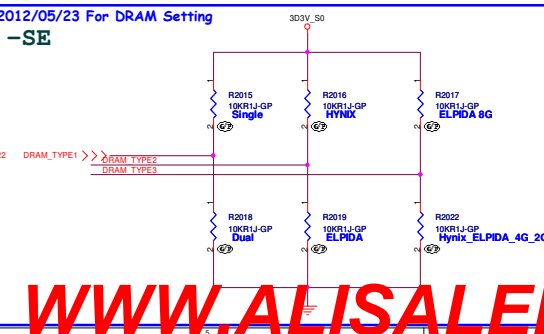 2012/05/23 For DRAM Setting
-SE
3D3V_S0
1 1 1
R2015 R2016 R2017
10KR1J-GP 10KR1J-GP 10KR1J-GP
Single HYNIX ELPIDA 8G
2 2 2
DRAM_TYPE1
DRAM_TYPE2
DRAM_TYPE3
1 1 1
R2018 R2019 R2022
10KR1J-GP 10KR1J-GP 10KR1J-GP
Dual ELPIDA Hynix_ELPIDA_4G_2G
2 2 2
WWW.ALISALE